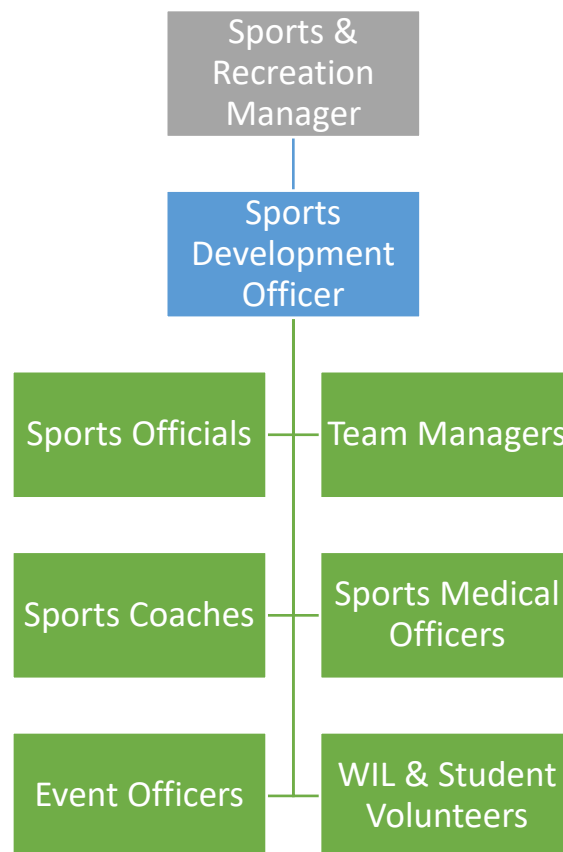 Sports &
Recreation
Manager
Sports
Development
Officer
Sports Officials
Team Managers
Sports Coaches
Sports Medical
Officers
Event Officers
WIL & Student
Volunteers